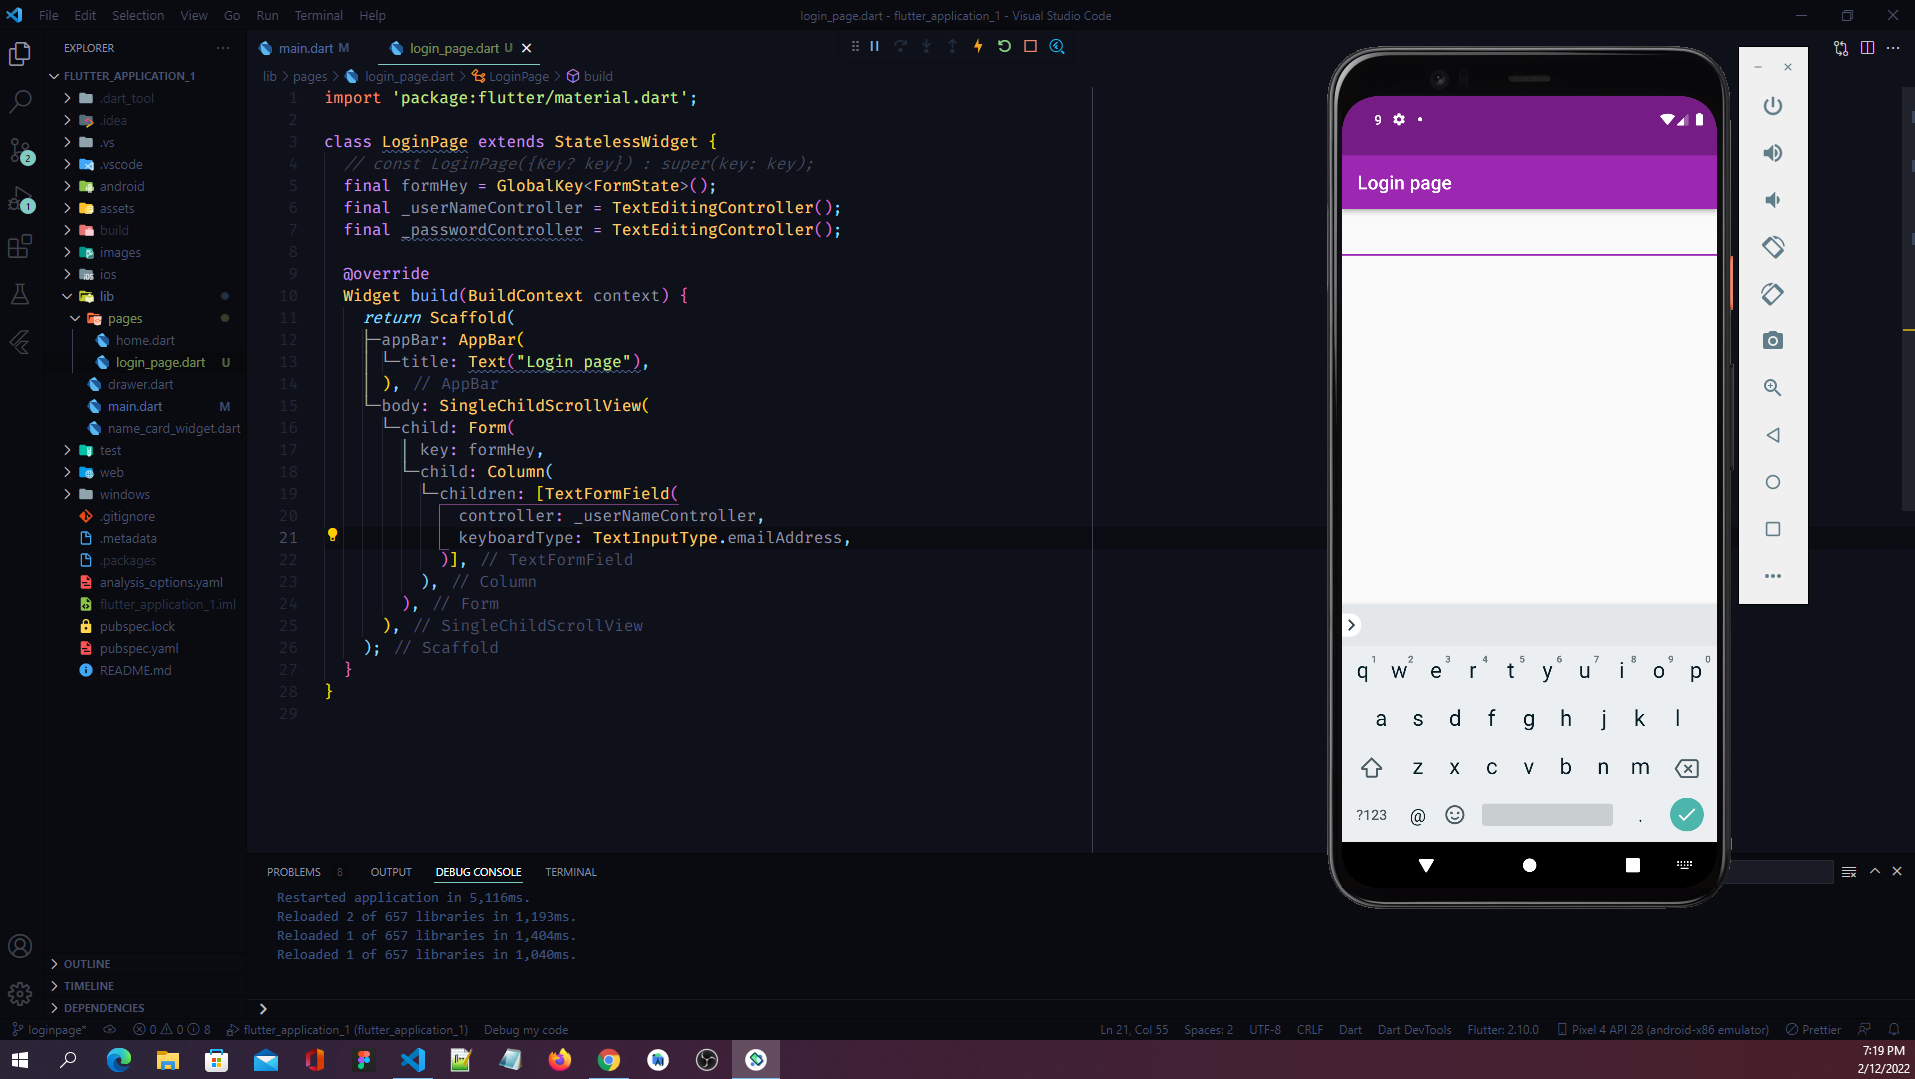 File Edit Selection View Go Run Terminal Help
login_page.dart - flutter_application_1 - Visual Studio Code
EXPLORER
FLUTTER_APPLICATION_1
.dart_tool
.idea
.vs
.vscode
android
assets
build
images
ios
lib
pages
home.dart
login_page.dart U
drawer.dart
main.dart M
name_card_widget.dart
test
web
windows
.gitignore
.metadata
.packages
analysis_options.yaml
flutter_application_1.iml
pubspec.lock
pubspec.yaml
README.md
OUTLINE
TIMELINE
DEPENDENCIES
2
1
main.dart M
login_page.dart U
lib > pages > login_page.dart > LoginPage > build
1 import 'package:flutter/material.dart';
2
3 class LoginPage extends StatelessWidget {
4 // const LoginPage({Key? key}) : super(key: key);
5 final formHey = GlobalKey<FormState>();
6 final _userNameController = TextEditingController();
7 final _passwordController = TextEditingController();
8
9 @override
10 Widget build(BuildContext context) {
11 return Scaffold(
12 appBar: AppBar(
13 title: Text("Login page"),
14 ), // AppBar
15 body: SingleChildScrollView(
16 child: Form(
17 key: formHey,
18 child: Column(
19 children: [TextFormField(
20 controller: _userNameController,
21 keyboardType: TextInputType.emailAddress,
22 )], // TextFormField
23 ), // Column
24 ), // Form
25 ), // SingleChildScrollView
26 ); // Scaffold
27 }
28 }
29
9
Login page
q1 w2 e3 r4 t5 y6 u7 i8 o9 p0
a s d f g h j k l
z x c v b n m
?123 @ .
PROBLEMS 8 OUTPUT DEBUG CONSOLE TERMINAL
Restarted application in 5,116ms.
Reloaded 2 of 657 libraries in 1,193ms.
Reloaded 1 of 657 libraries in 1,404ms.
Reloaded 1 of 657 libraries in 1,040ms.
loginpage* 0 0 8 flutter_application_1 (flutter_application_1) Debug my code
Ln 21, Col 55 Spaces: 2 UTF-8 CRLF Dart Dart DevTools Flutter: 2.10.0 Pixel 4 API 28 (android-x86 emulator) Prettier
7:19 PM
2/12/2022